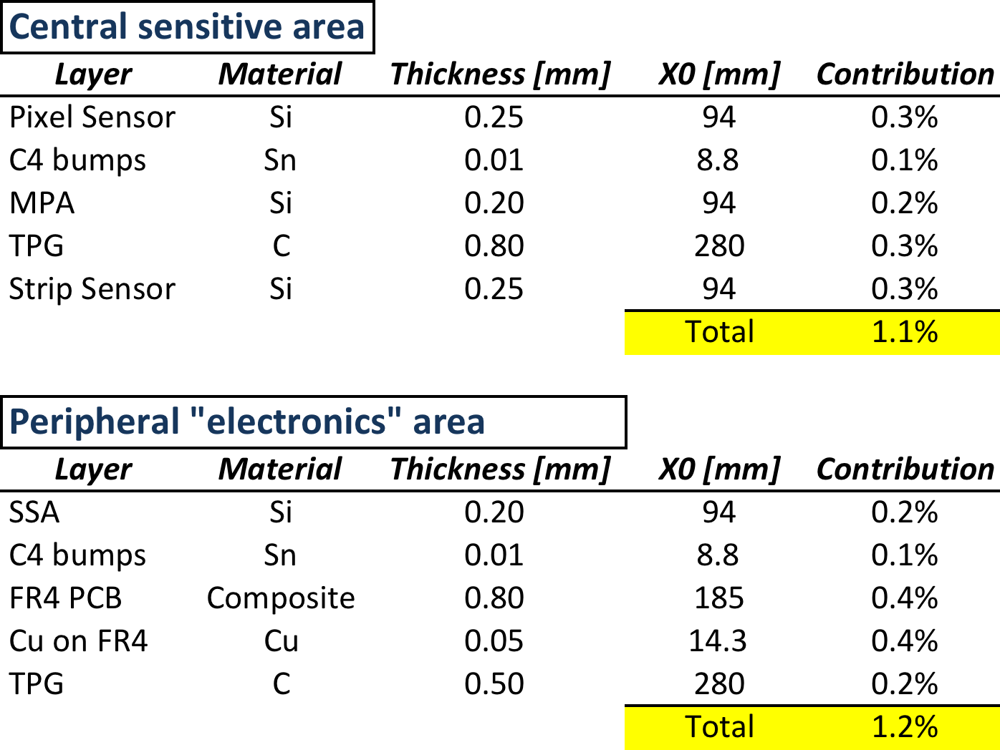 Central sensitive area
Layer Material Thickness [mm] X0 [mm] Contribution
Pixel Sensor Si 0.25 94 0.3%
C4 bumps Sn 0.01 8.8 0.1%
MPA Si 0.20 94 0.2%
TPG C 0.80 280 0.3%
Strip Sensor Si 0.25 94 0.3%
Total 1.1%
Peripheral "electronics" area
Layer Material Thickness [mm] X0 [mm] Contribution
SSA Si 0.20 94 0.2%
C4 bumps Sn 0.01 8.8 0.1%
FR4 PCB Composite 0.80 185 0.4%
Cu on FR4 Cu 0.05 14.3 0.4%
TPG C 0.50 280 0.2%
Total 1.2%